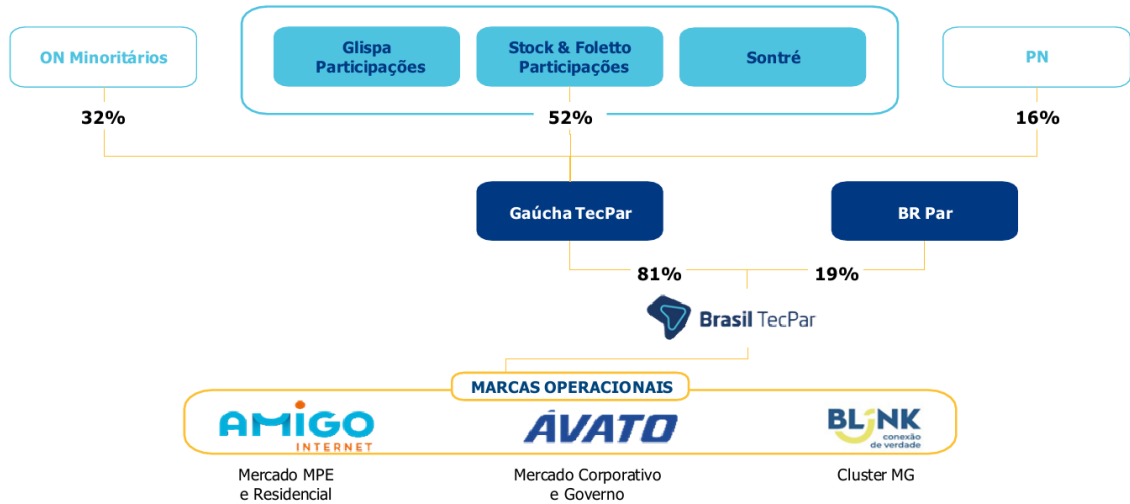 ON Minoritários
Glispa
Participações
Stock & Foletto
Participações
Sontré
PN
32%
52%
16%
Gaúcha TecPar
BR Par
81%
19%
Brasil TecPar
MARCAS OPERACIONAIS
AMIGO
INTERNET
ÁVATO
BLINK
conexão
de verdade
Mercado MPE
e Residencial
Mercado Corporativo
e Governo
Cluster MG